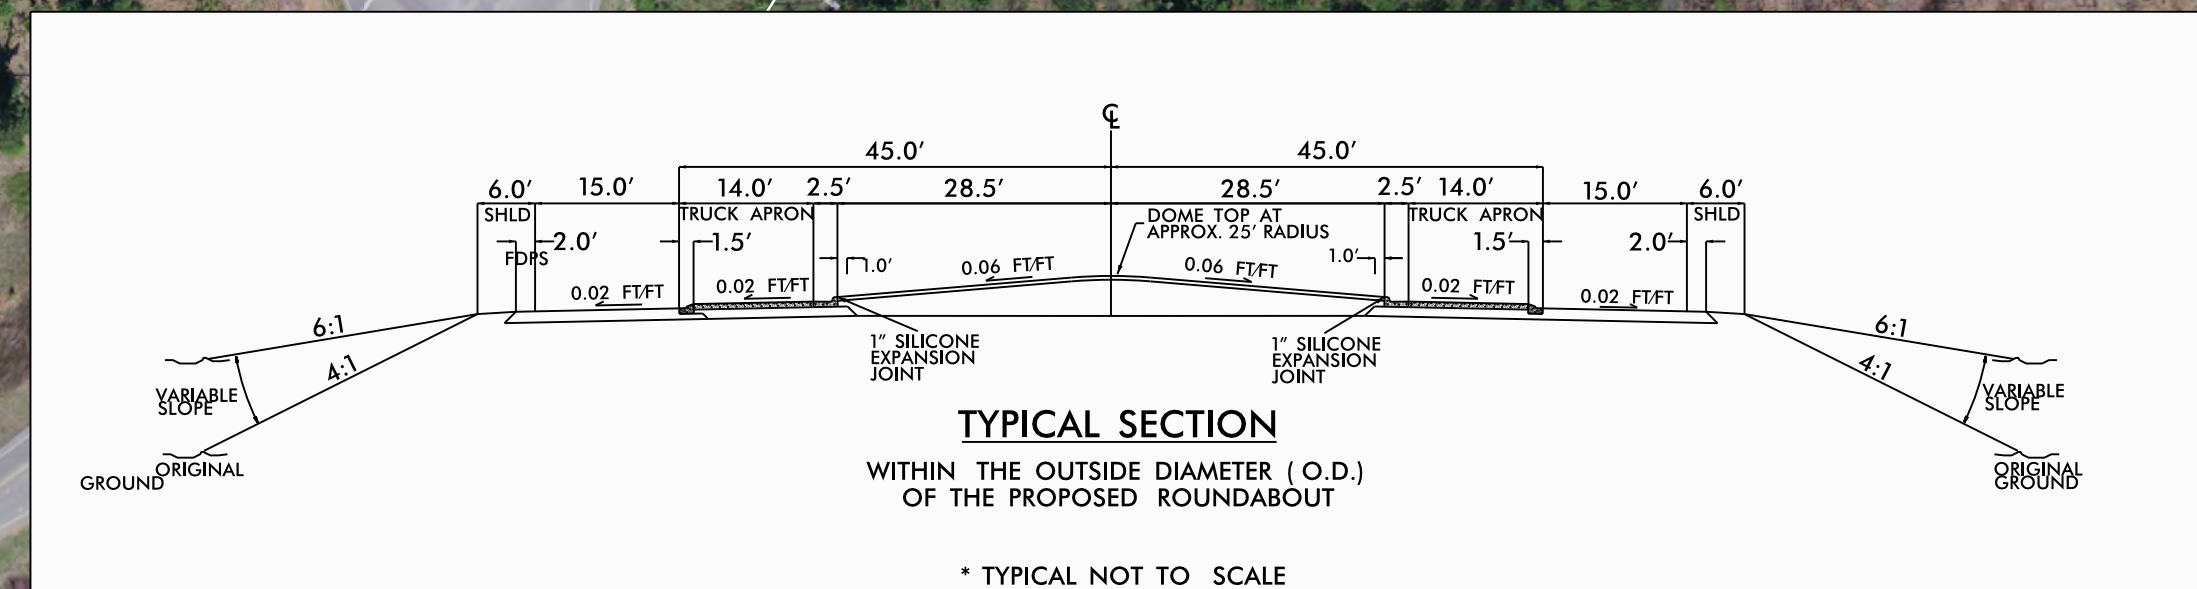 ℄
45.0' 45.0'
6.0' 15.0' 14.0' 2.5' 28.5' 28.5' 2.5' 14.0' 15.0' 6.0'
SHLD TRUCK APRON DOME TOP AT TRUCK APRON SHLD
APPROX. 25' RADIUS
2.0' 1.5' 1.5' 2.0'
FDPS 1.0' 0.06 FT/FT 0.06 FT/FT 1.0'
0.02 FT/FT 0.02 FT/FT 0.02 FT/FT 0.02 FT/FT
6:1 6:1
4:1 4:1
1" SILICONE
EXPANSION
JOINT
1" SILICONE
EXPANSION
JOINT
VARIABLE
SLOPE
VARIABLE
SLOPE
TYPICAL SECTION
WITHIN THE OUTSIDE DIAMETER ( O.D.)
OF THE PROPOSED ROUNDABOUT
ORIGINAL
GROUND
ORIGINAL
GROUND
* TYPICAL NOT TO SCALE